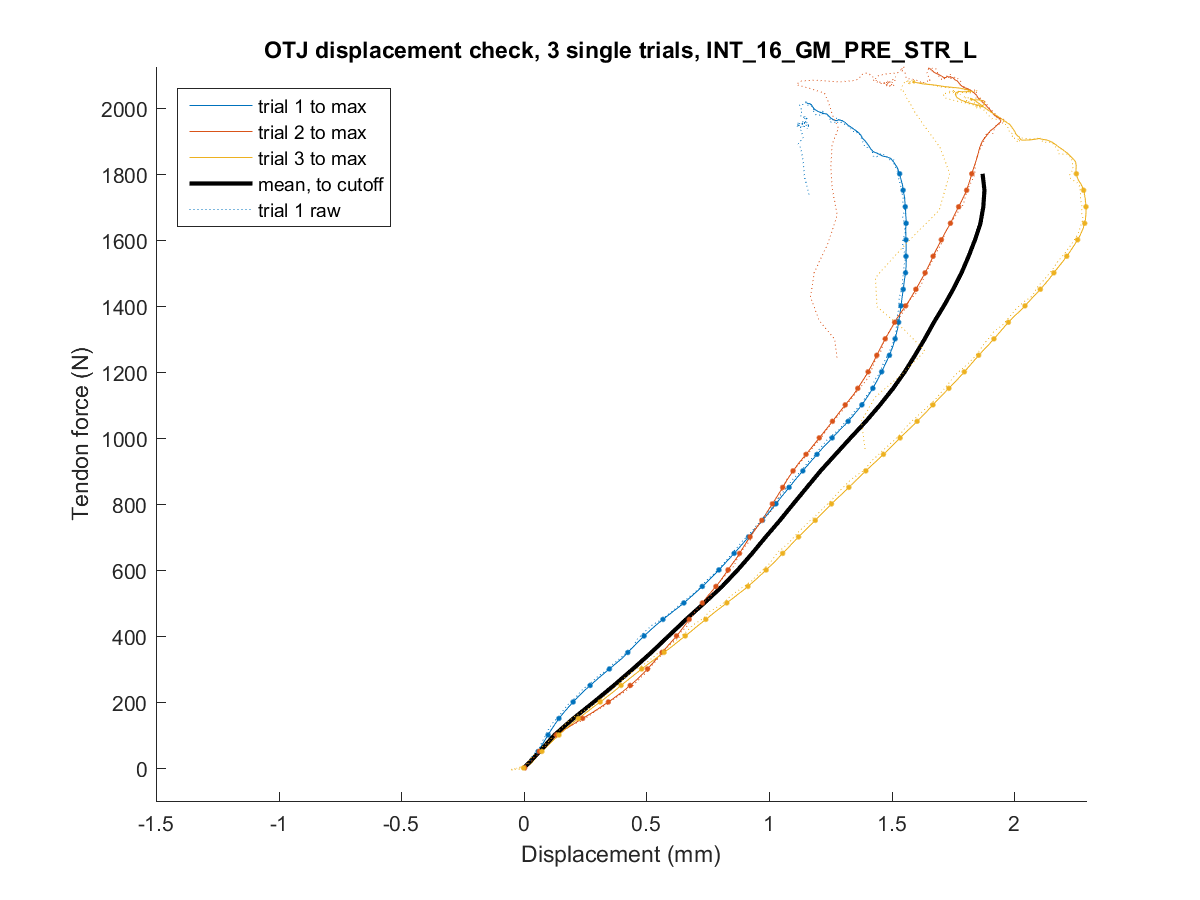 OTJ displacement check, 3 single trials, INT_16_GM_PRE_STR_L
trial 1 to max
trial 2 to max
trial 3 to max
mean, to cutoff
trial 1 raw
Tendon force (N)
2000
1800
1600
1400
1200
1000
800
600
400
200
0
-1.5 -1 -0.5 0 0.5 1 1.5 2
Displacement (mm)